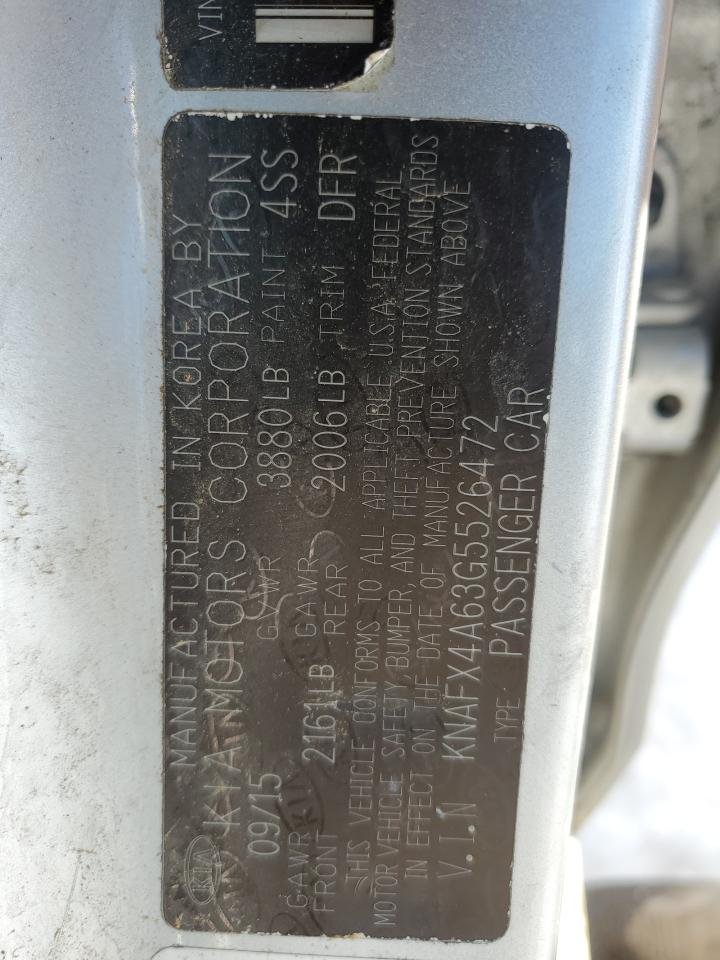 VIN
MANUFACTURED IN KOREA BY
KIA KIA MOTORS CORPORATION
09/15 GVWR 3880LB PAINT 4SS
GAWR FRONT 2161LB GAWR REAR 2006LB TRIM DFR
THIS VEHICLE CONFORMS TO ALL APPLICABLE U.S.A. FEDERAL
MOTOR VEHICLE SAFETY, BUMPER, AND THEFT PREVENTION STANDARDS
IN EFFECT ON THE DATE OF MANUFACTURE SHOWN ABOVE
V.I.N KNAFX4A63G5526472
TYPE PASSENGER CAR